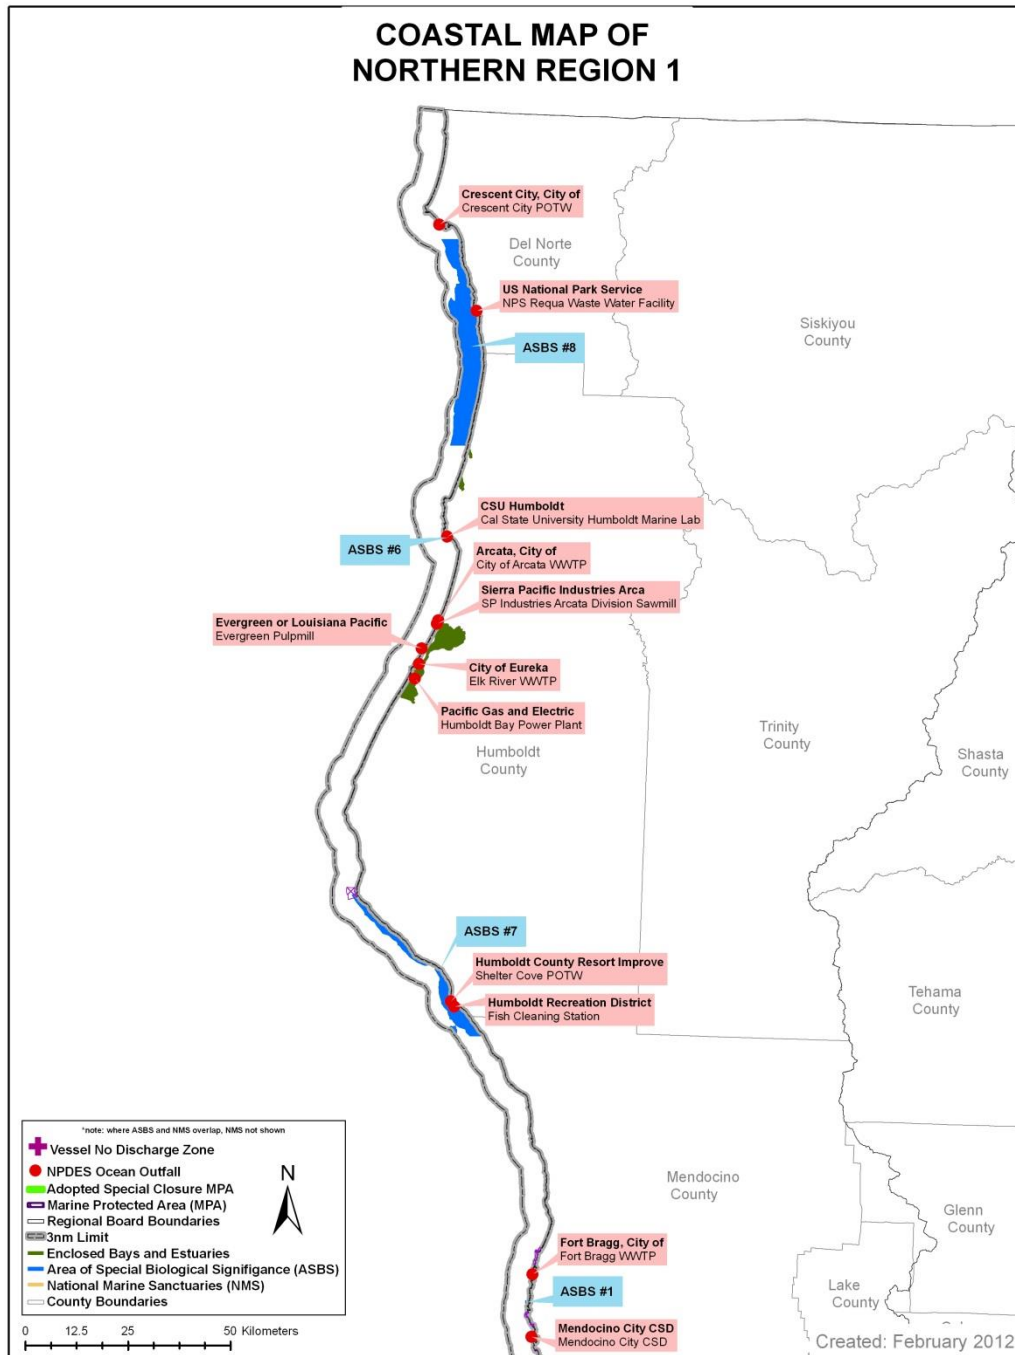 COASTAL MAP OF
NORTHERN REGION 1
Crescent City, City of
Crescent City POTW
Del Norte
County
US National Park Service
NPS Requa Waste Water Facility
Siskiyou
County
ASBS #8
CSU Humboldt
Cal State University Humboldt Marine Lab
ASBS #6
Arcata, City of
City of Arcata WWTP
Sierra Pacific Industries Arca
SP Industries Arcata Division Sawmill
Evergreen or Louisiana Pacific
Evergreen Pulpmill
City of Eureka
Elk River WWTP
Pacific Gas and Electric
Humboldt Bay Power Plant
Humboldt
County
Trinity
County
Shasta
County
ASBS #7
Humboldt County Resort Improve
Shelter Cove POTW
Humboldt Recreation District
Fish Cleaning Station
Tehama
County
*note: where ASBS and NMS overlap, NMS not shown
Vessel No Discharge Zone
NPDES Ocean Outfall
Adopted Special Closure MPA
Marine Protected Area (MPA)
Regional Board Boundaries
3nm Limit
Enclosed Bays and Estuaries
Area of Special Biological Signifigance (ASBS)
National Marine Sanctuaries (NMS)
County Boundaries
N
0 12.5 25 50 Kilometers
Mendocino
County
Glenn
County
Fort Bragg, City of
Fort Bragg WWTP
ASBS #1
Lake
County
Mendocino City CSD
Mendocino City CSD
Created: February 2012